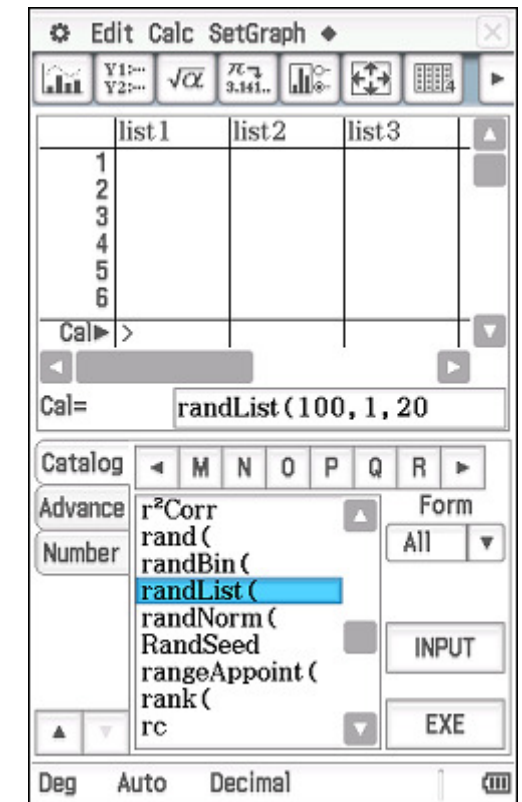 Edit Calc SetGraph
Y1:··· Y2:··· √α π 3.141.. 4
list1 list2 list3
1
2
3
4
5
6
Cal▶ >
Cal= randList(100,1,20
Catalog M N O P Q R
Advance r²Corr Form
Number rand( All
randBin(
randList(
randNorm(
RandSeed INPUT
rangeAppoint(
rank(
rc EXE
Deg Auto Decimal